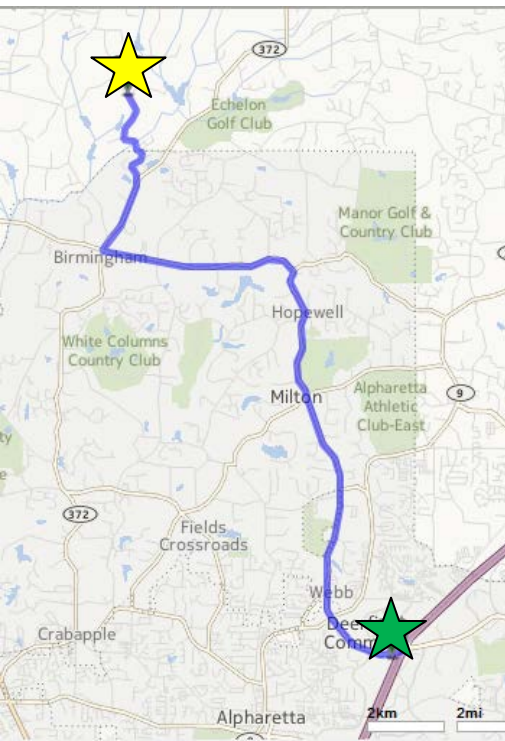 372
Echelon
Golf Club
Manor Golf &
Country Club
Birmingham
Hopewell
White Columns
Country Club
Milton
Alpharetta
Athletic
Club-East
9
372
Fields
Crossroads
Webb
Crabapple
Alpharetta
2km
2mi
9